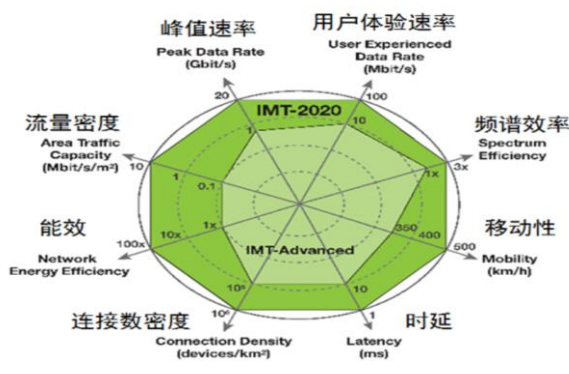 峰值速率
Peak Data Rate
(Gbit/s)
用户体验速率
User Experienced
Data Rate
(Mbit/s)
20
IMT-2020
100
1
10
流量密度
Area Traffic
Capacity
(Mbit/s/m²)
频谱效率
Spectrum
Efficiency
10
1
0.1
1x
3x
能效
Network
Energy Efficiency
移动性
Mobility
(km/h)
100x
10x
1x
350
400
500
IMT-Advanced
10
1
连接数密度
Connection Density
(devices/km²)
时延
Latency
(ms)